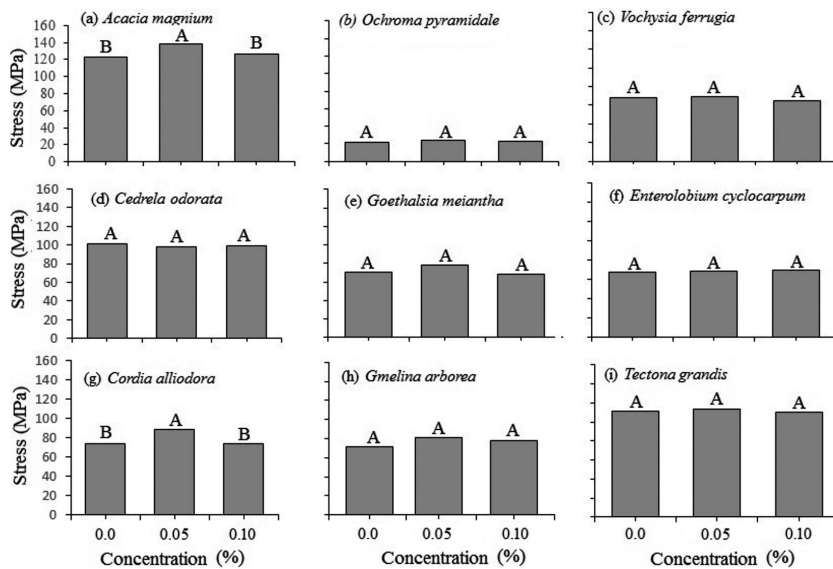 (a) Acacia magnium
(b) Ochroma pyramidale
(c) Vochysia ferrugia
Stress (MPa)
160
140
120
100
80
60
40
20
0
B
A
B
A
A
A
A
A
A
(d) Cedrela odorata
(e) Goethalsia meiantha
(f) Enterolobium cyclocarpum
Stress (MPa)
160
140
120
100
80
60
40
20
0
A
A
A
A
A
A
A
A
A
(g) Cordia alliodora
(h) Gmelina arborea
(i) Tectona grandis
Stress (MPa)
160
140
120
100
80
60
40
20
0
B
A
B
A
A
A
A
A
A
0.0 0.05 0.10
0.0 0.05 0.10
0.0 0.05 0.10
Concentration (%)
Concentration (%)
Concentration (%)